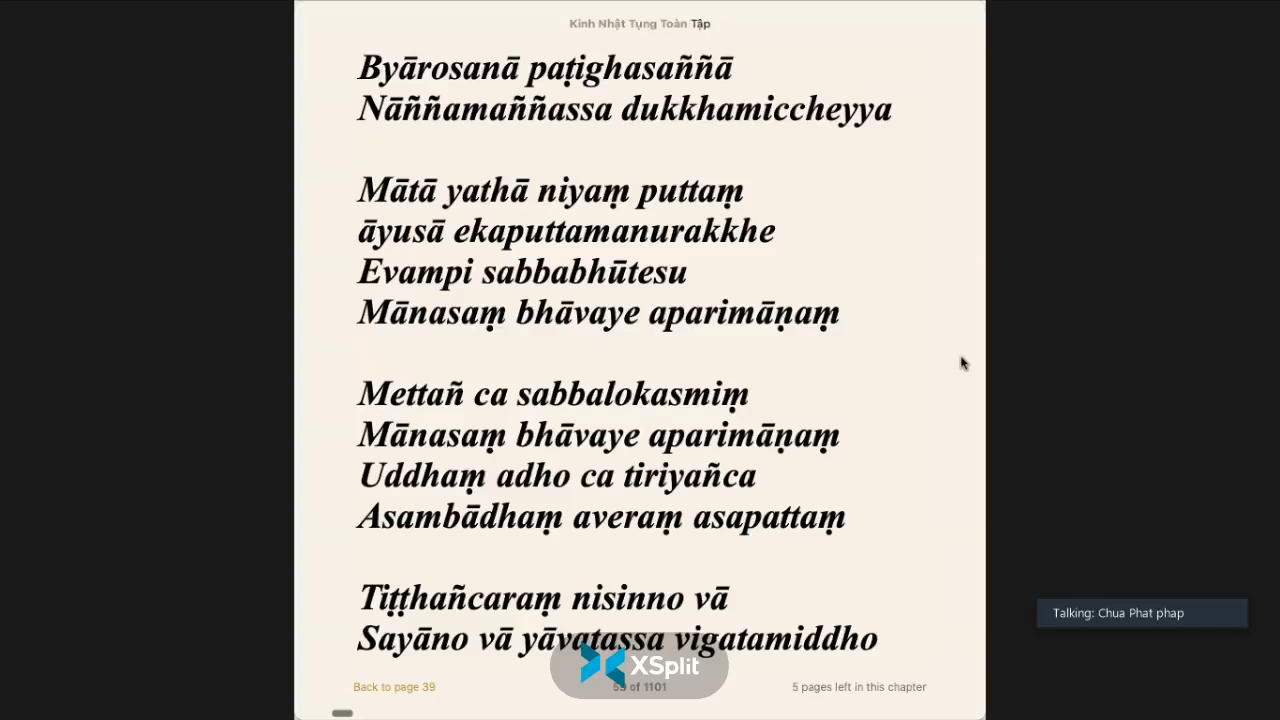 Kinh Nhật Tụng Toàn Tập
Byārosanā paṭighasaññā
Nāññamaññassa dukkhamiccheyya
Mātā yathā niyaṃ puttaṃ
āyusā ekaputtamanurakkhe
Evampi sabbabhūtesu
Mānasaṃ bhāvaye aparimāṇaṃ
Mettañ ca sabbalokasmiṃ
Mānasaṃ bhāvaye aparimāṇaṃ
Uddhaṃ adho ca tiriyañca
Asambādhaṃ averaṃ asapattaṃ
Tiṭṭhañcaraṃ nisinno vā
Sayāno vā yāvatassa vigatamiddho
Talking: Chua Phat phap
XSplit
Back to page 39
of 1101
5 pages left in this chapter